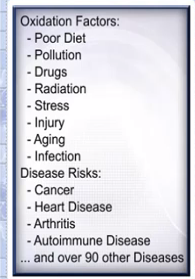 Oxidation Factors:
- Poor Diet
- Pollution
- Drugs
- Radiation
- Stress
- Injury
- Aging
- Infection
Disease Risks:
- Cancer
- Heart Disease
- Arthritis
- Autoimmune Disease
... and over 90 other Diseases